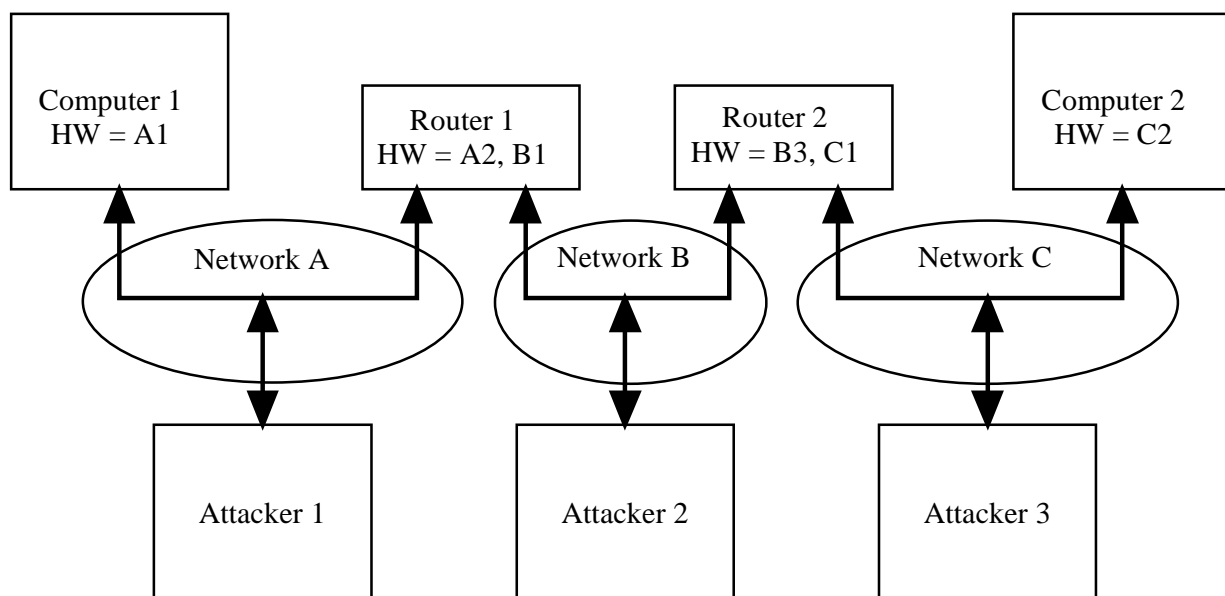 Computer 1
HW = A1
Router 1
HW = A2, B1
Router 2
HW = B3, C1
Computer 2
HW = C2
Network A
Network B
Network C
Attacker 1
Attacker 2
Attacker 3